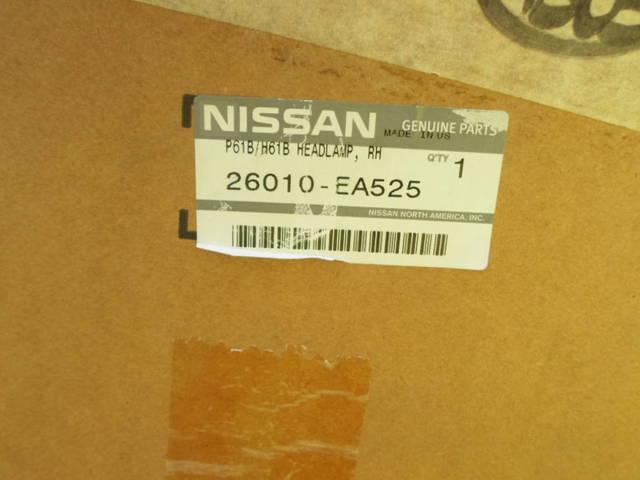 NISSAN GENUINE PARTS
MADE IN US
P61B/H61B HEADLAMP, RH
Q'TY 1
26010-EA525
NISSAN NORTH AMERICA, INC.